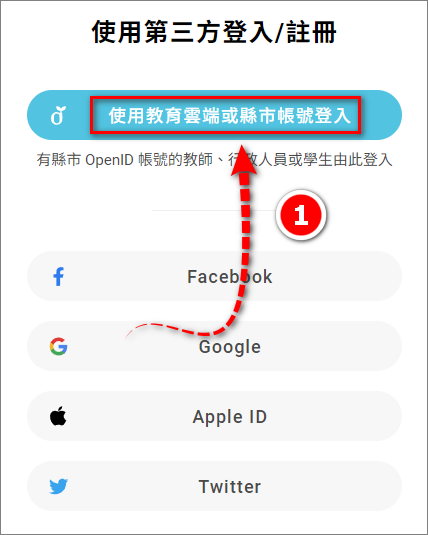 使用第三方登入/註冊
使用教育雲端或縣市帳號登入
有縣市 OpenID 帳號的教師、行政人員或學生由此登入
1
Facebook
Google
Apple ID
Twitter